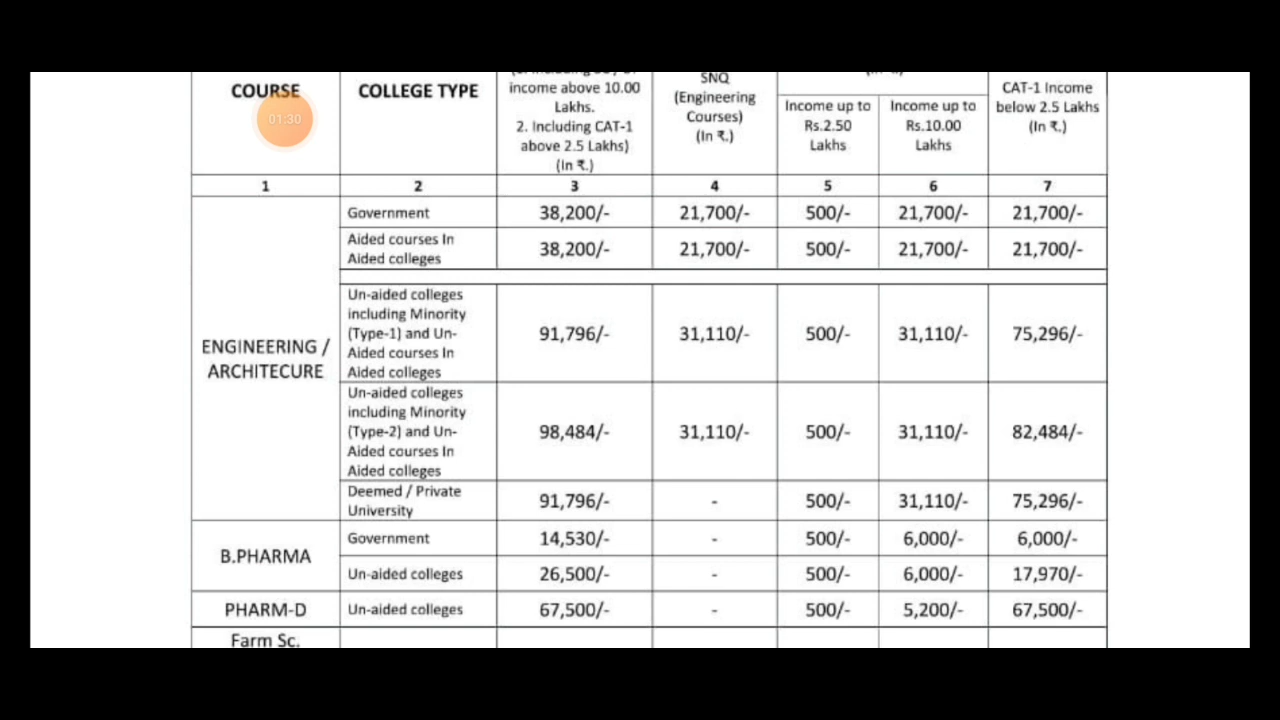 COURSE
COLLEGE TYPE
income above 10.00
Lakhs.
2. Including CAT-1
above 2.5 Lakhs)
(In ₹.)
SNQ
(Engineering
Courses)
(In ₹.)
Income up to
Rs.2.50
Lakhs
Income up to
Rs.10.00
Lakhs
CAT-1 Income
below 2.5 Lakhs
(In ₹.)
01:30
1 2 3 4 5 6 7
ENGINEERING /
ARCHITECURE
Government 38,200/- 21,700/- 500/- 21,700/- 21,700/-
Aided courses In
Aided colleges
38,200/- 21,700/- 500/- 21,700/- 21,700/-
Un-aided colleges
including Minority
(Type-1) and Un-
Aided courses In
Aided colleges
91,796/- 31,110/- 500/- 31,110/- 75,296/-
Un-aided colleges
including Minority
(Type-2) and Un-
Aided courses In
Aided colleges
98,484/- 31,110/- 500/- 31,110/- 82,484/-
Deemed / Private
University
91,796/- - 500/- 31,110/- 75,296/-
B.PHARMA
Government 14,530/- - 500/- 6,000/- 6,000/-
Un-aided colleges 26,500/- - 500/- 6,000/- 17,970/-
PHARM-D Un-aided colleges 67,500/- - 500/- 5,200/- 67,500/-
Farm Sc.